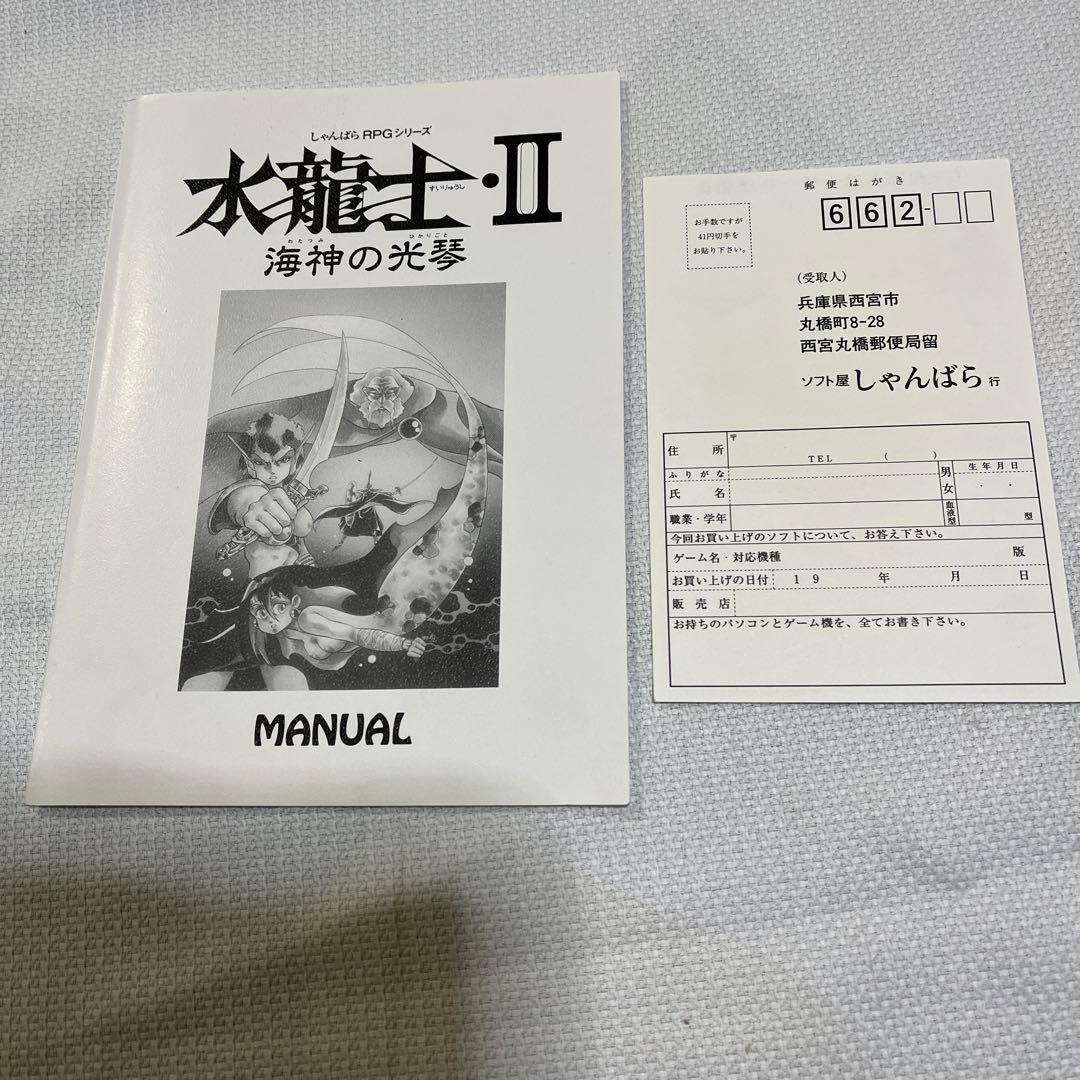 しゃんばら RPG シリーズ
水龍士・II
すいりゅうし
わたつみ ひかりごと
海神の光琴
MANUAL
郵便はがき
662-
お手数ですが
41円切手を
お貼り下さい。
(受取人)
兵庫県西宮市
丸橋町8-28
西宮丸橋郵便局留
ソフト屋 しゃんばら 行
住所 〒
TEL ( )
ふりがな 男 生年月日
氏名 女 ・ ・
職業・学年 血液型 型
今回お買い上げのソフトについて、お答え下さい。
ゲーム名・対応機種 版
お買い上げの日付 19 年 月 日
販売店
お持ちのパソコンとゲーム機を、全てお書き下さい。